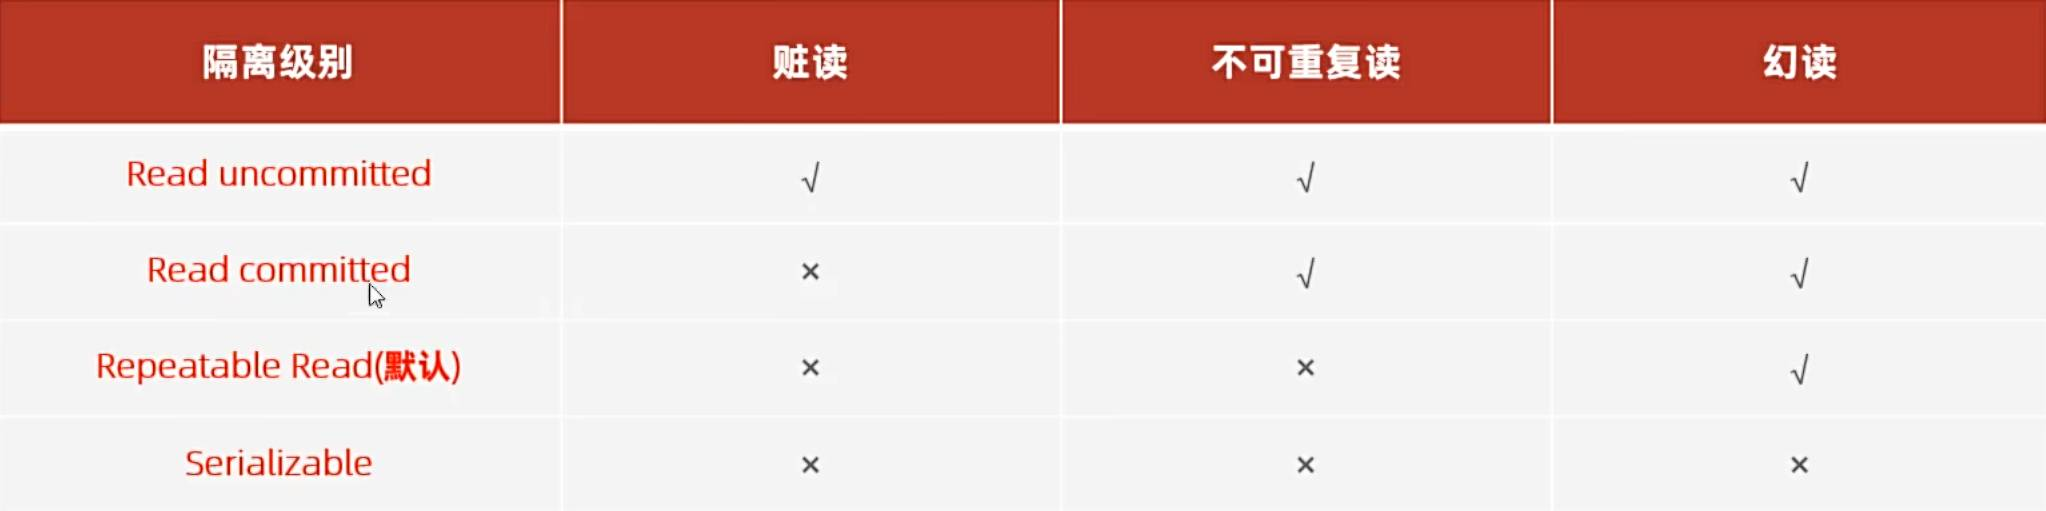 隔离级别 赃读 不可重复读 幻读
Read uncommitted √ √ √
Read committed × √ √
Repeatable Read(默认) × × √
Serializable × × ×